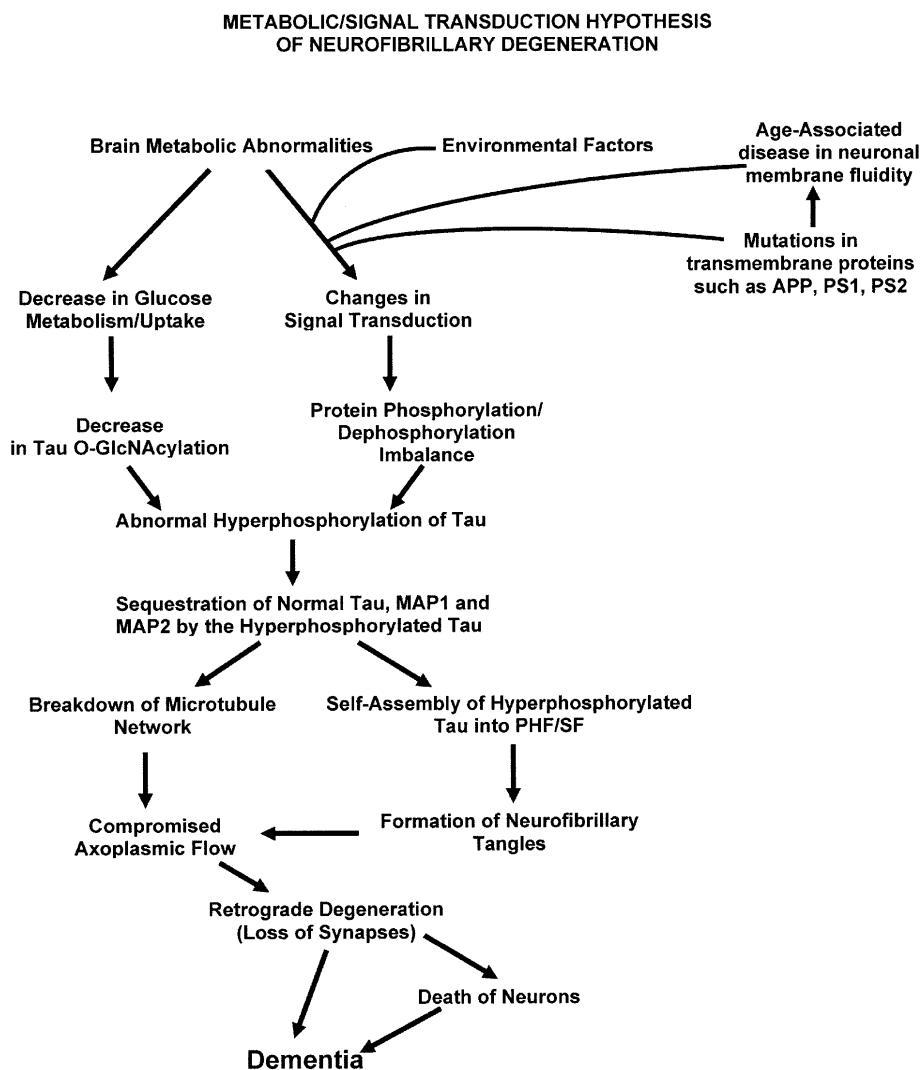 METABOLIC/SIGNAL TRANSDUCTION HYPOTHESIS
OF NEUROFIBRILLARY DEGENERATION
Brain Metabolic Abnormalities
Environmental Factors
Age-Associated
disease in neuronal
membrane fluidity
Mutations in
transmembrane proteins
such as APP, PS1, PS2
Decrease in Glucose
Metabolism/Uptake
Changes in
Signal Transduction
Decrease
in Tau O-GlcNAcylation
Protein Phosphorylation/
Dephosphorylation
Imbalance
Abnormal Hyperphosphorylation of Tau
Sequestration of Normal Tau, MAP1 and
MAP2 by the Hyperphosphorylated Tau
Breakdown of Microtubule
Network
Self-Assembly of Hyperphosphorylated
Tau into PHF/SF
Compromised
Axoplasmic Flow
Formation of Neurofibrillary
Tangles
Retrograde Degeneration
(Loss of Synapses)
Death of Neurons
Dementia